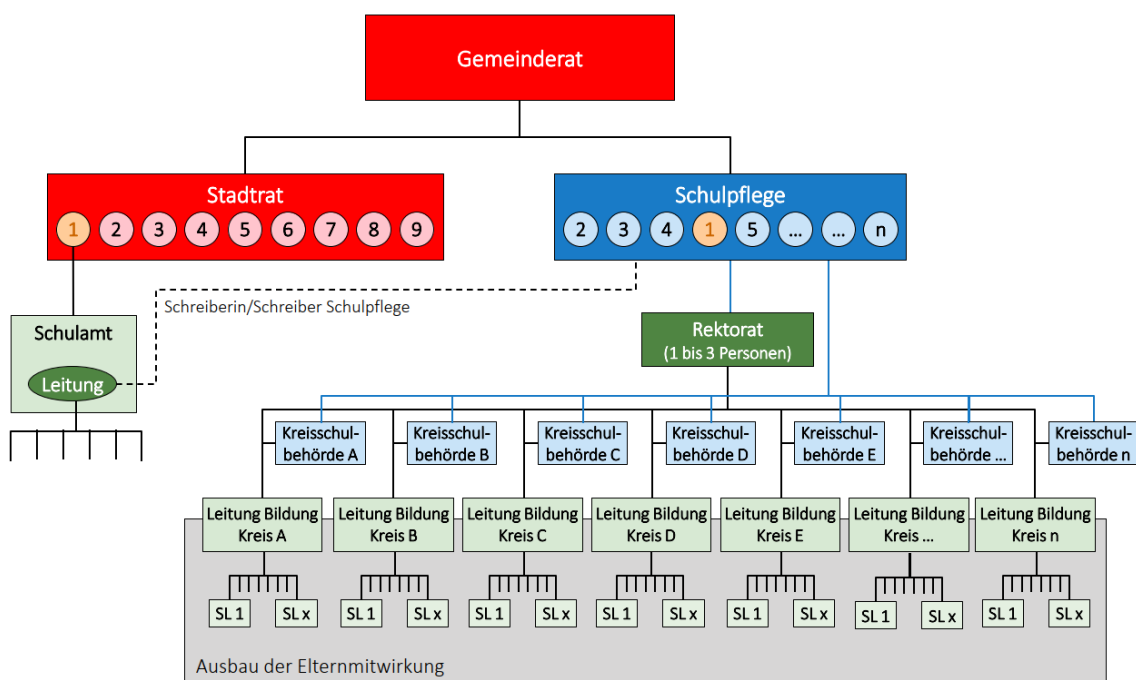 Gemeinderat
Stadtrat
1 2 3 4 5 6 7 8 9
Schulpflege
2 3 4 1 5 ... ... n
Schreiberin/Schreiber Schulpflege
Schulamt
Leitung
Rektorat
(1 bis 3 Personen)
Kreisschul-
behörde A
Kreisschul-
behörde B
Kreisschul-
behörde C
Kreisschul-
behörde D
Kreisschul-
behörde E
Kreisschul-
behörde ...
Kreisschul-
behörde n
Leitung Bildung
Kreis A
Leitung Bildung
Kreis B
Leitung Bildung
Kreis C
Leitung Bildung
Kreis D
Leitung Bildung
Kreis E
Leitung Bildung
Kreis ...
Leitung Bildung
Kreis n
SL 1 SL x SL 1 SL x SL 1 SL x SL 1 SL x SL 1 SL x SL 1 SL x SL 1 SL x
Ausbau der Elternmitwirkung